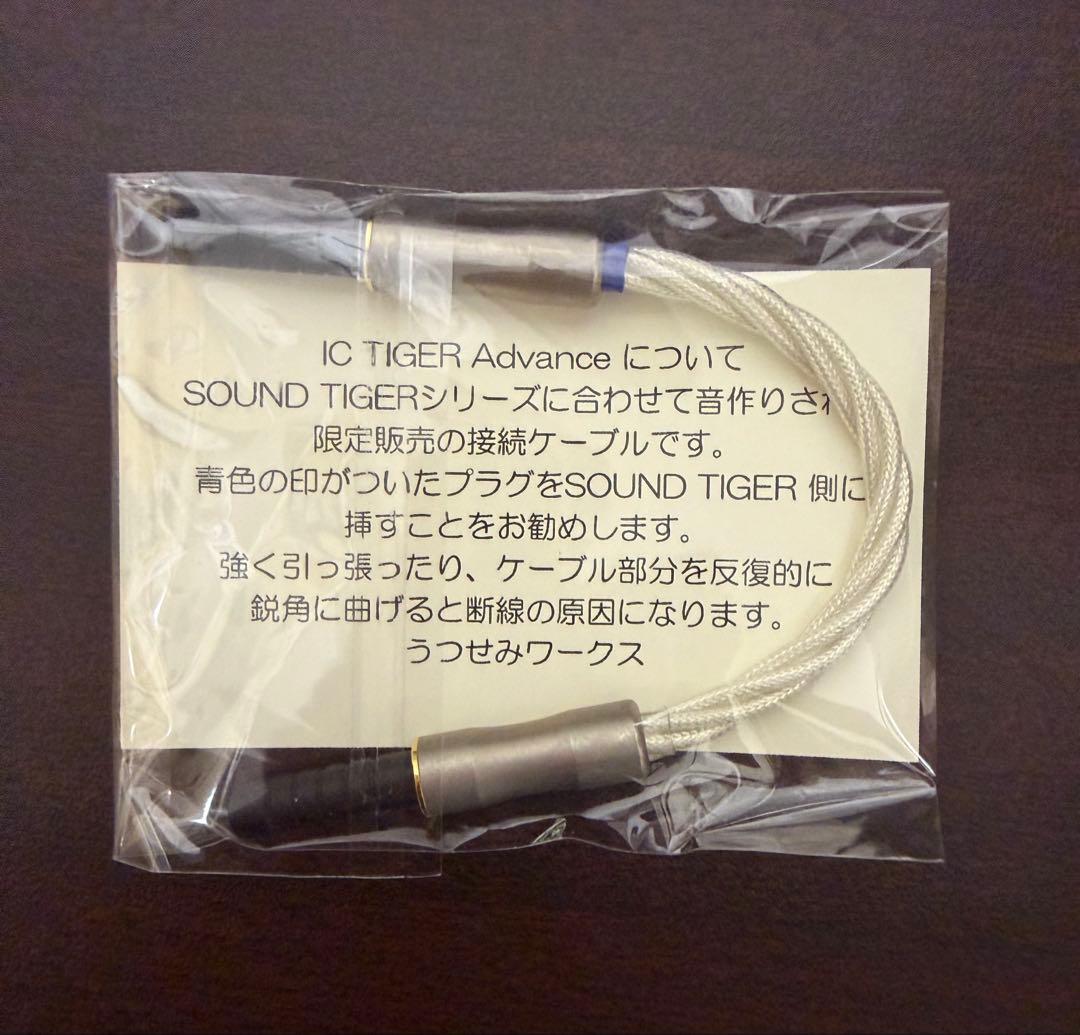 IC TIGER Advance について
SOUND TIGERシリーズに合わせて音作りされ
限定販売の接続ケーブルです。
青色の印がついたプラグをSOUND TIGER 側に
挿すことをお勧めします。
強く引っ張ったり、ケーブル部分を反復的に
鋭角に曲げると断線の原因になります。
うつせみワークス